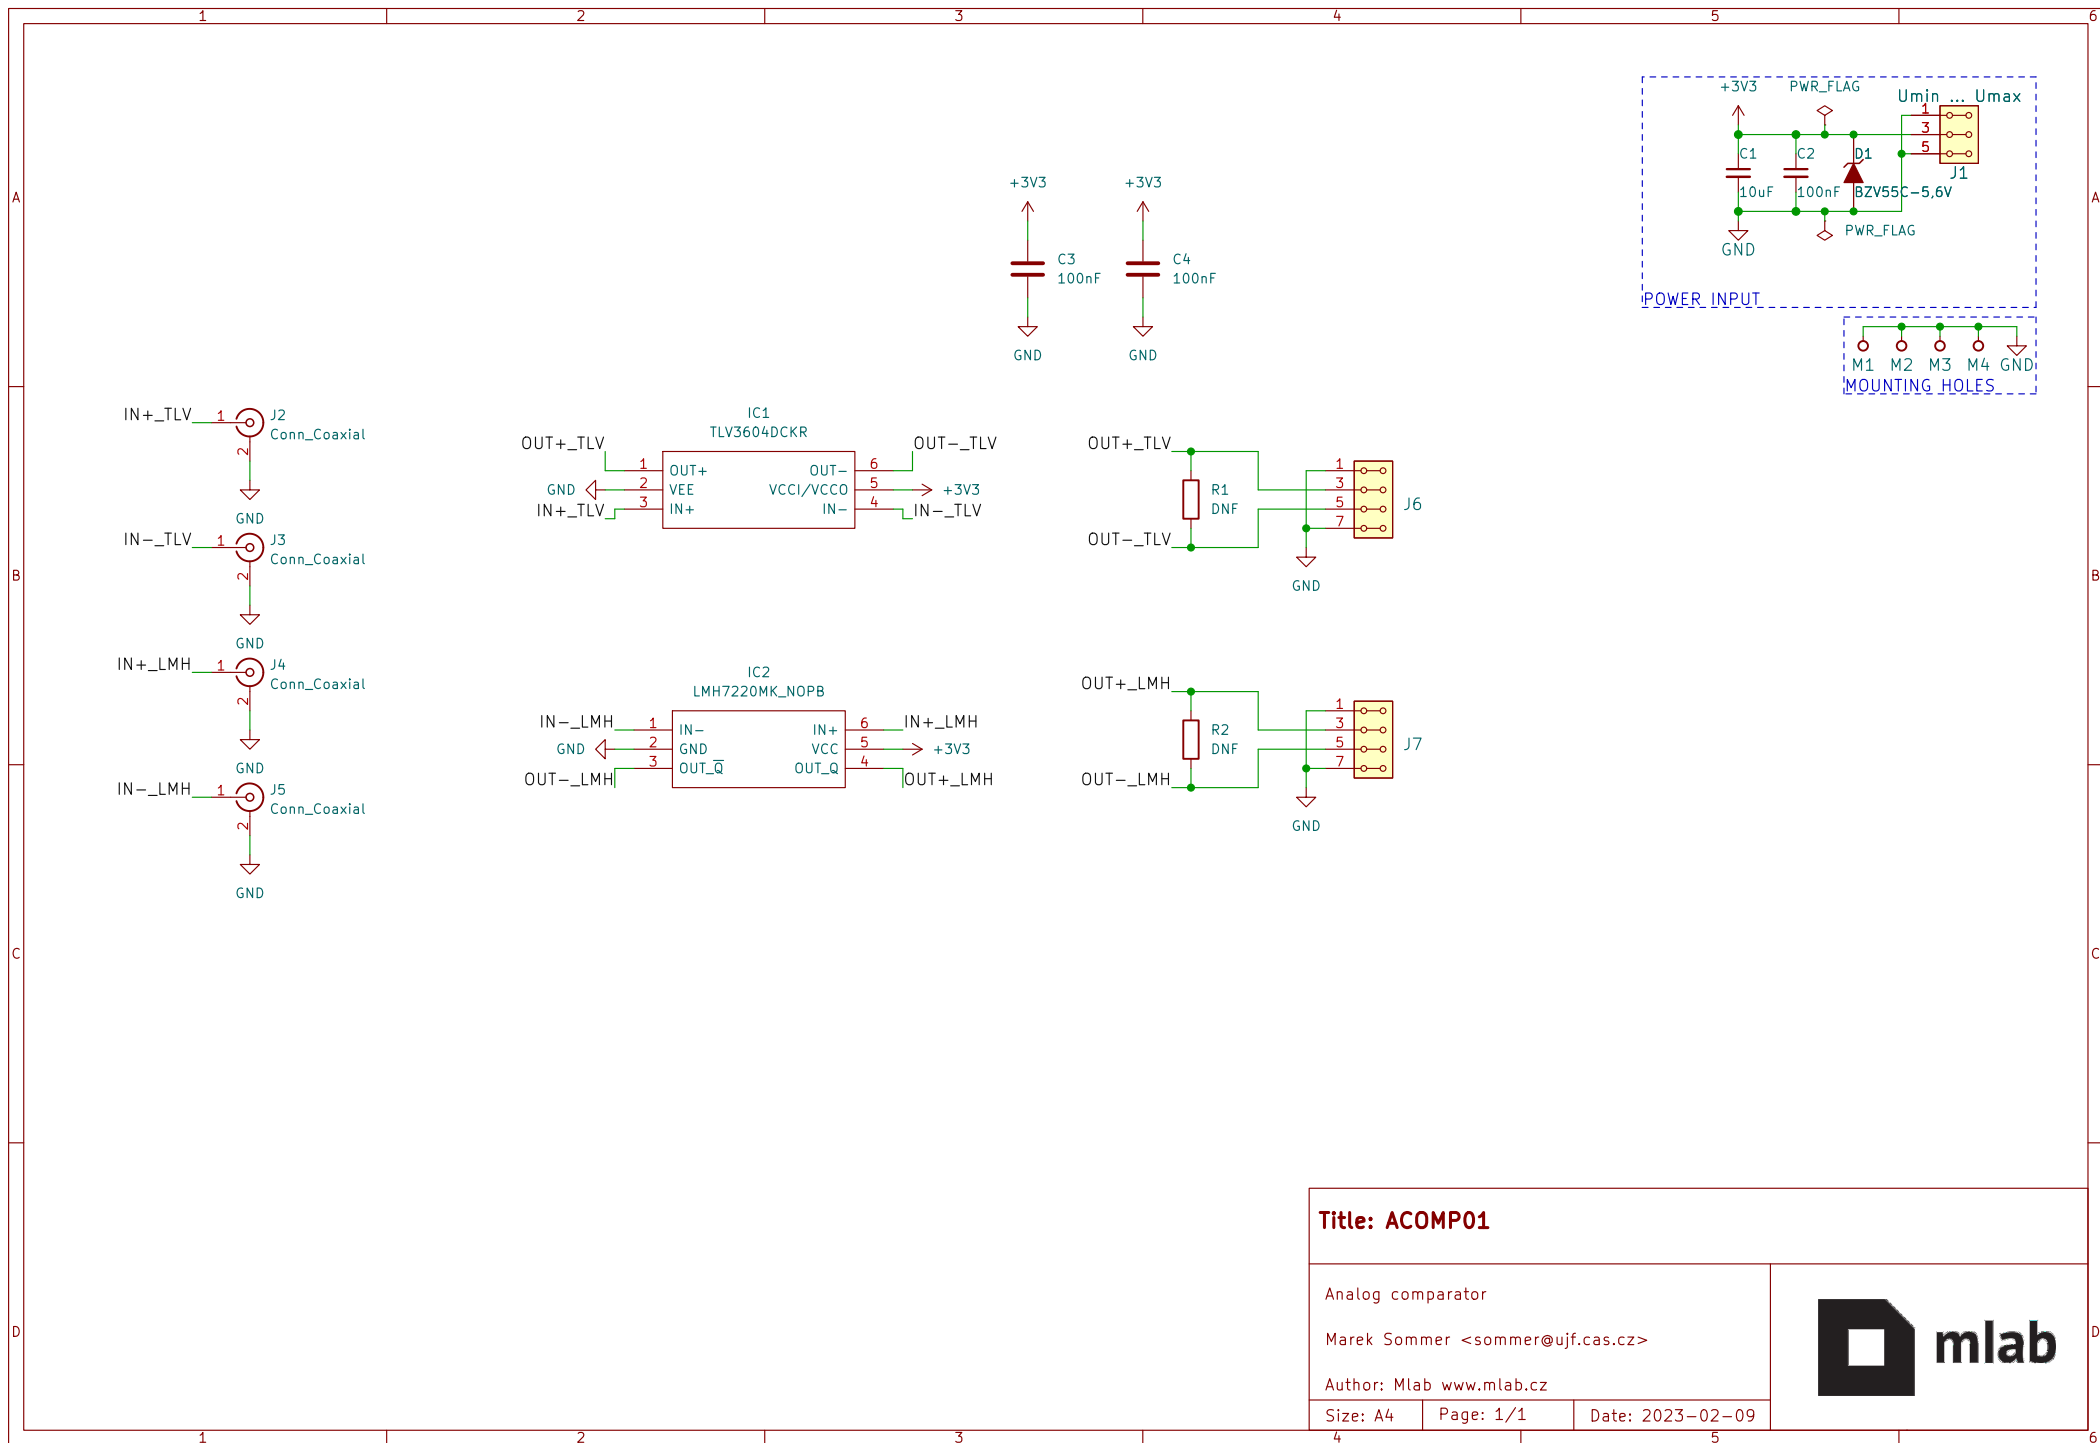 1 2 3 4 5 6
A
B
C
D
A
B
C
D
+3V3 PWR_FLAG
Umin ... Umax
1
3
5
J1
C1
10uF
C2
100nF
D1
BZV55C-5,6V
PWR_FLAG
GND
POWER INPUT
M1 M2 M3 M4 GND
MOUNTING HOLES
+3V3
C3
100nF
GND
+3V3
C4
100nF
GND
IN+_TLV 1
J2
Conn_Coaxial
2
GND
IN-_TLV 1
J3
Conn_Coaxial
2
GND
IN+_LMH 1
J4
Conn_Coaxial
2
GND
IN-_LMH 1
J5
Conn_Coaxial
2
GND
IC1
TLV3604DCKR
OUT+_TLV 1 OUT+ OUT- 6 OUT-_TLV
GND 2 VEE VCCI/VCCO 5 +3V3
IN+_TLV 3 IN+ IN- 4 IN-_TLV
IC2
LMH7220MK_NOPB
IN-_LMH 1 IN- IN+ 6 IN+_LMH
GND 2 GND VCC 5 +3V3
OUT-_LMH 3 OUT_Q̅ OUT_Q 4 OUT+_LMH
OUT+_TLV
R1
DNF
OUT-_TLV
1
3
5
7
J6
GND
OUT+_LMH
R2
DNF
OUT-_LMH
1
3
5
7
J7
GND
Title: ACOMP01
Analog comparator
Marek Sommer <sommer@ujf.cas.cz>
Author: Mlab www.mlab.cz
Size: A4 Page: 1/1 Date: 2023-02-09
mlab
1 2 3 4 5 6